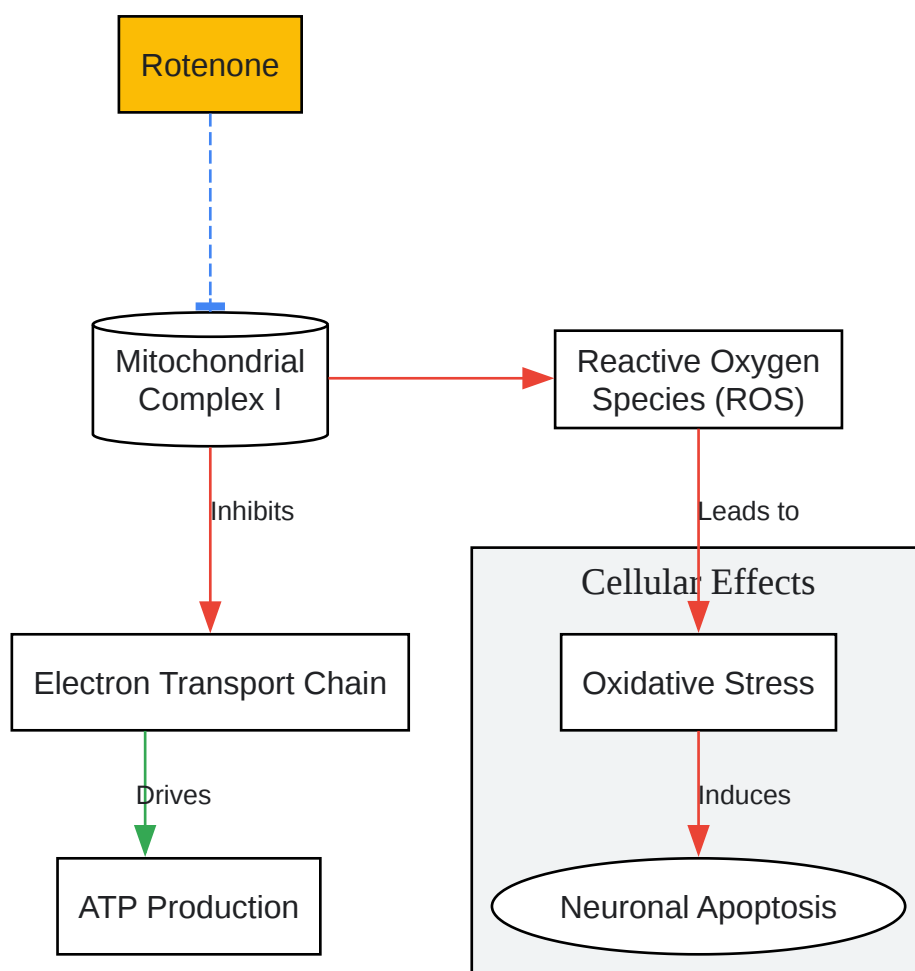 Rotenone
Mitochondrial
Complex I
Reactive Oxygen
Species (ROS)
Inhibits
Leads to
Cellular Effects
Electron Transport Chain
Oxidative Stress
Drives
Induces
ATP Production
Neuronal Apoptosis